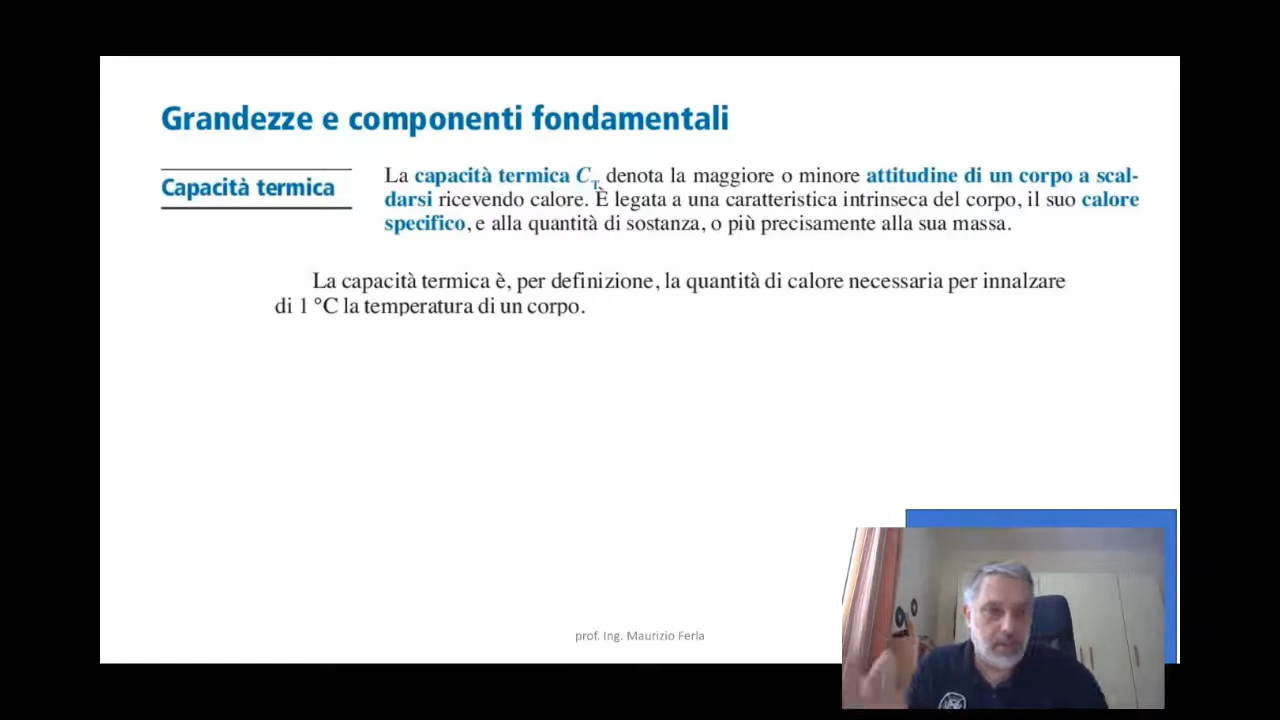 Grandezze e componenti fondamentali
Capacità termica
La capacità termica C_T denota la maggiore o minore attitudine di un corpo a scal-
darsi ricevendo calore. È legata a una caratteristica intrinseca del corpo, il suo calore
specifico, e alla quantità di sostanza, o più precisamente alla sua massa.
La capacità termica è, per definizione, la quantità di calore necessaria per innalzare
di 1 °C la temperatura di un corpo.
prof. Ing. Maurizio Ferla